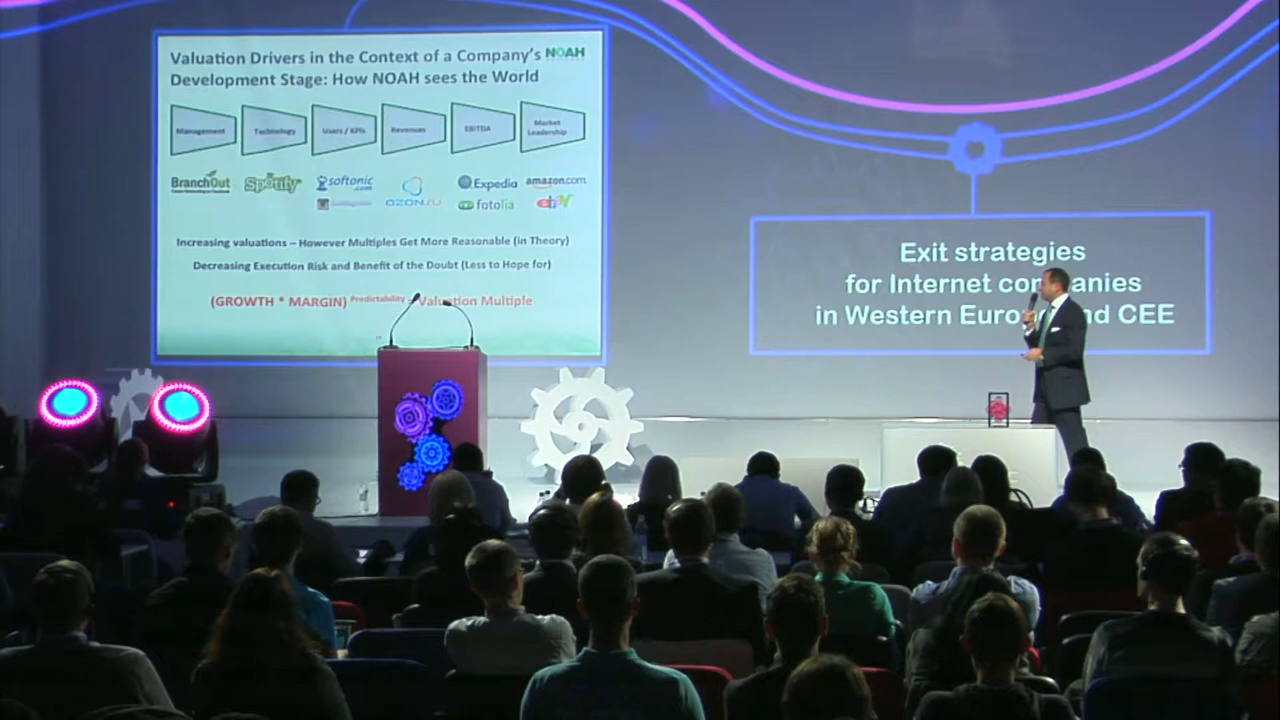 Valuation Drivers in the Context of a Company's NOAH
Development Stage: How NOAH sees the World
Management
Technology
Users / KPIs
Revenues
EBITDA
Market
Leadership
BranchOut
Spotify
softonic
.com
OZON.RU
Expedia
fotolia
amazon.com
ebay
Increasing valuations – However Multiples Get More Reasonable (in Theory)
Decreasing Execution Risk and Benefit of the Doubt (Less to Hope for)
(GROWTH * MARGIN) Predictability = Valuation Multiple
Exit strategies
for Internet companies
in Western Europe and CEE